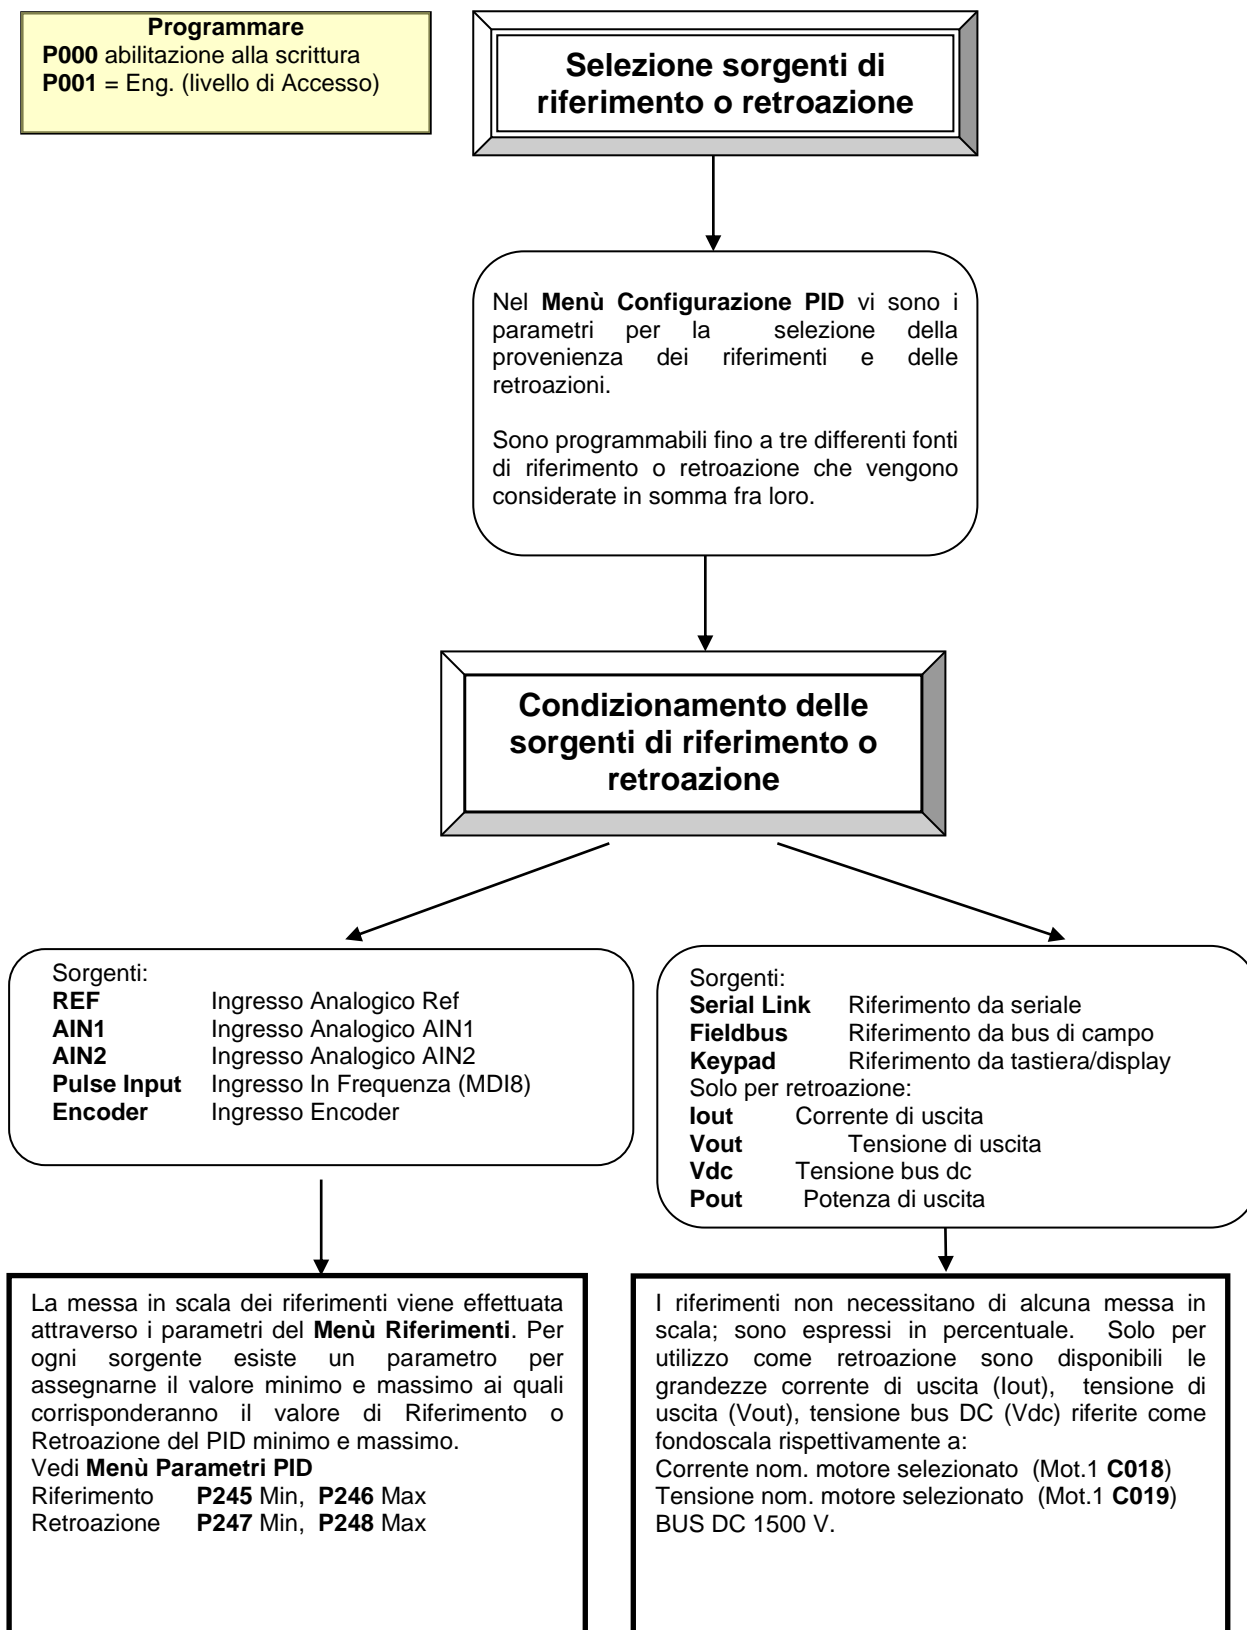 Programmare
P000 abilitazione alla scrittura
P001 = Eng. (livello di Accesso)
Selezione sorgenti di
riferimento o retroazione
Nel Menù Configurazione PID vi sono i
parametri per la selezione della
provenienza dei riferimenti e delle
retroazioni.
Sono programmabili fino a tre differenti fonti
di riferimento o retroazione che vengono
considerate in somma fra loro.
Condizionamento delle
sorgenti di riferimento o
retroazione
Sorgenti:
REF Ingresso Analogico Ref
AIN1 Ingresso Analogico AIN1
AIN2 Ingresso Analogico AIN2
Pulse Input Ingresso In Frequenza (MDI8)
Encoder Ingresso Encoder
Sorgenti:
Serial Link Riferimento da seriale
Fieldbus Riferimento da bus di campo
Keypad Riferimento da tastiera/display
Solo per retroazione:
Iout Corrente di uscita
Vout Tensione di uscita
Vdc Tensione bus dc
Pout Potenza di uscita
La messa in scala dei riferimenti viene effettuata
attraverso i parametri del Menù Riferimenti. Per
ogni sorgente esiste un parametro per
assegnarne il valore minimo e massimo ai quali
corrisponderanno il valore di Riferimento o
Retroazione del PID minimo e massimo.
Vedi Menù Parametri PID
Riferimento P245 Min, P246 Max
Retroazione P247 Min, P248 Max
I riferimenti non necessitano di alcuna messa in
scala; sono espressi in percentuale. Solo per
utilizzo come retroazione sono disponibili le
grandezze corrente di uscita (Iout), tensione di
uscita (Vout), tensione bus DC (Vdc) riferite come
fondoscala rispettivamente a:
Corrente nom. motore selezionato (Mot.1 C018)
Tensione nom. motore selezionato (Mot.1 C019)
BUS DC 1500 V.